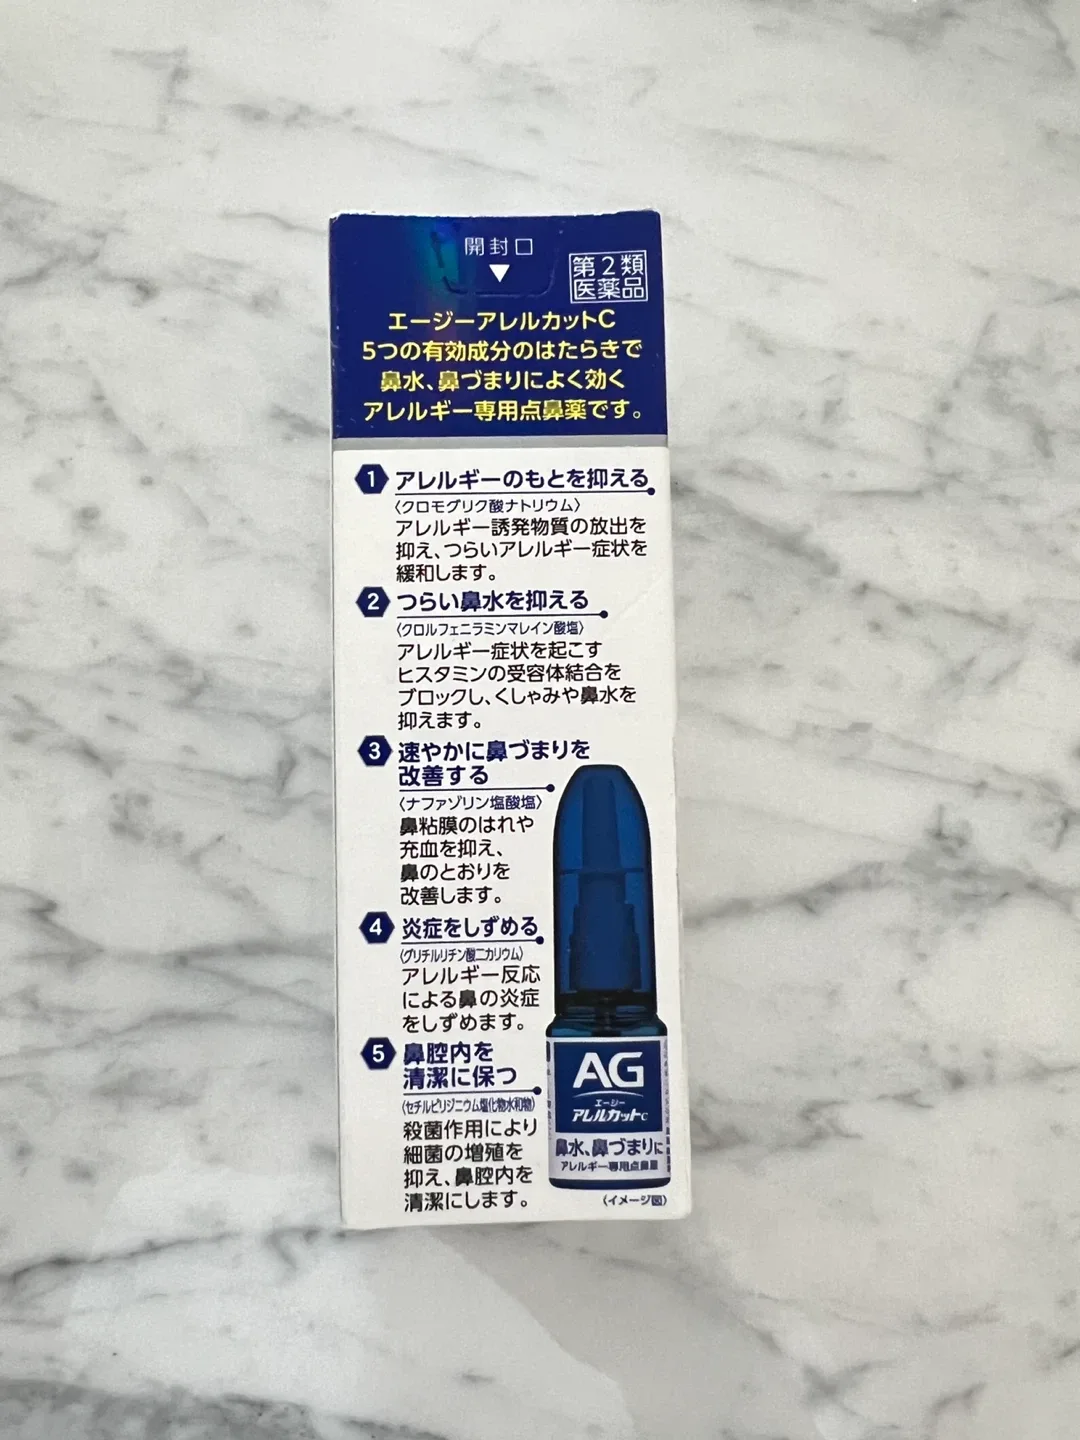 開封口
第2類
医薬品
エージーアレルカットC
5つの有効成分のはたらきで
鼻水、鼻づまりによく効く
アレルギー専用点鼻薬です。
1 アレルギーのもとを抑える
〈クロモグリク酸ナトリウム〉
アレルギー誘発物質の放出を
抑え、つらいアレルギー症状を
緩和します。
2 つらい鼻水を抑える
〈クロルフェニラミンマレイン酸塩〉
アレルギー症状を起こす
ヒスタミンの受容体結合を
ブロックし、くしゃみや鼻水を
抑えます。
3 速やかに鼻づまりを
改善する
〈ナファゾリン塩酸塩〉
鼻粘膜のはれや
充血を抑え、
鼻のとおりを
改善します。
4 炎症をしずめる
〈グリチルリチン酸二カリウム〉
アレルギー反応
による鼻の炎症
をしずめます。
5 鼻腔内を
清潔に保つ
〈セチルピリジニウム塩化物水和物〉
殺菌作用により
細菌の増殖を
抑え、鼻腔内を
清潔にします。
AG
エージー
アレルカットC
鼻水、鼻づまりに
アレルギー専用点鼻薬
〈イメージ図〉